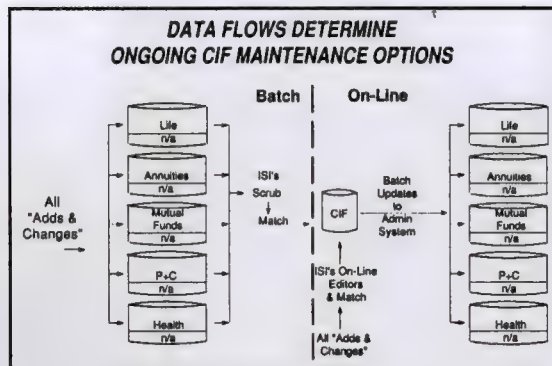 DATA FLOWS DETERMINE
ONGOING CIF MAINTENANCE OPTIONS
Batch
On-Line
All
"Adds &
Changes"
Life
n/a
Annuities
n/a
Mutual
Funds
n/a
P+C
n/a
Health
n/a
ISI's
Scrub
Match
CIF
ISI's On-Line
Editors
& Match
All "Adds &
Changes"
Batch
Updates
to
Admin
System
Life
n/a
Annuities
n/a
Mutual
Funds
n/a
P+C
n/a
Health
n/a